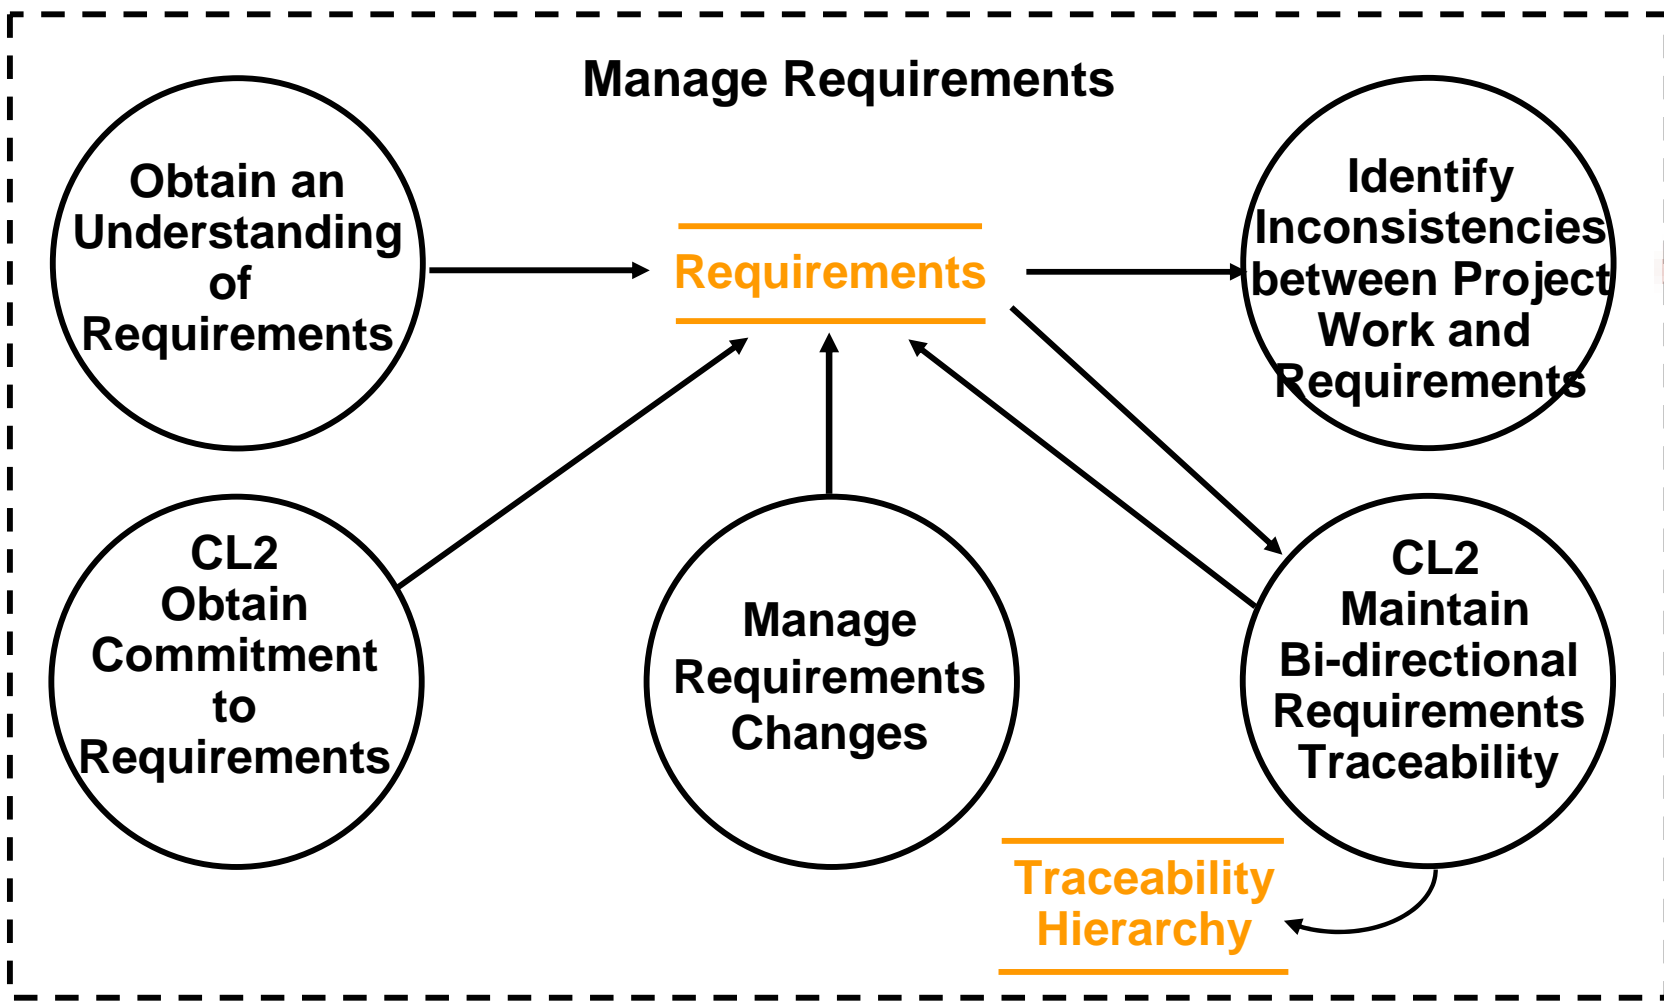 Manage Requirements
Obtain an
Understanding
of
Requirements
Requirements
Identify
Inconsistencies
between Project
Work and
Requirements
CL2
Obtain
Commitment
to
Requirements
Manage
Requirements
Changes
CL2
Maintain
Bi-directional
Requirements
Traceability
Traceability
Hierarchy